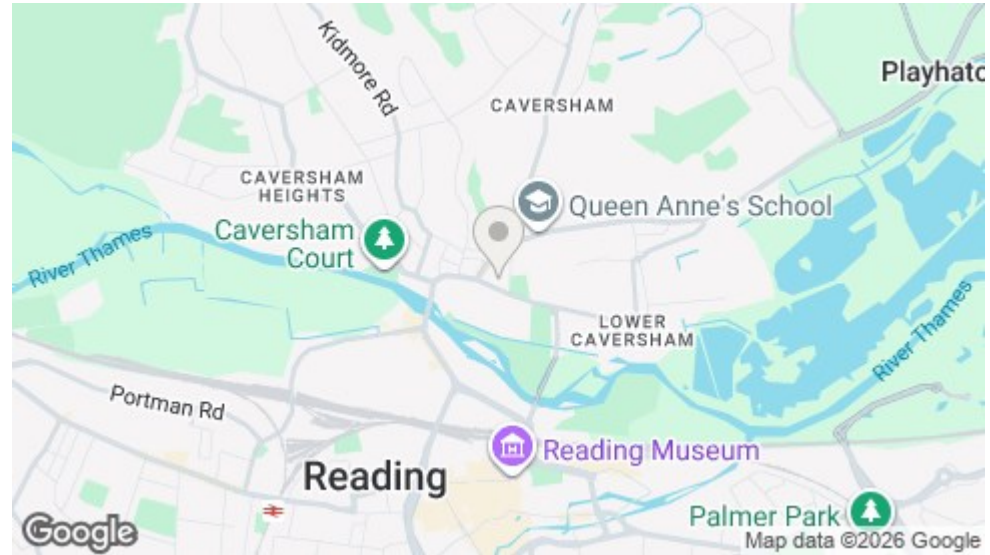 Kidmore Rd
Playhatc
CAVERSHAM
CAVERSHAM
HEIGHTS
Queen Anne's School
Caversham
Court
River Thames
LOWER
CAVERSHAM
River Thames
Portman Rd
Reading Museum
Reading
Palmer Park
Google
Map data ©2026 Google